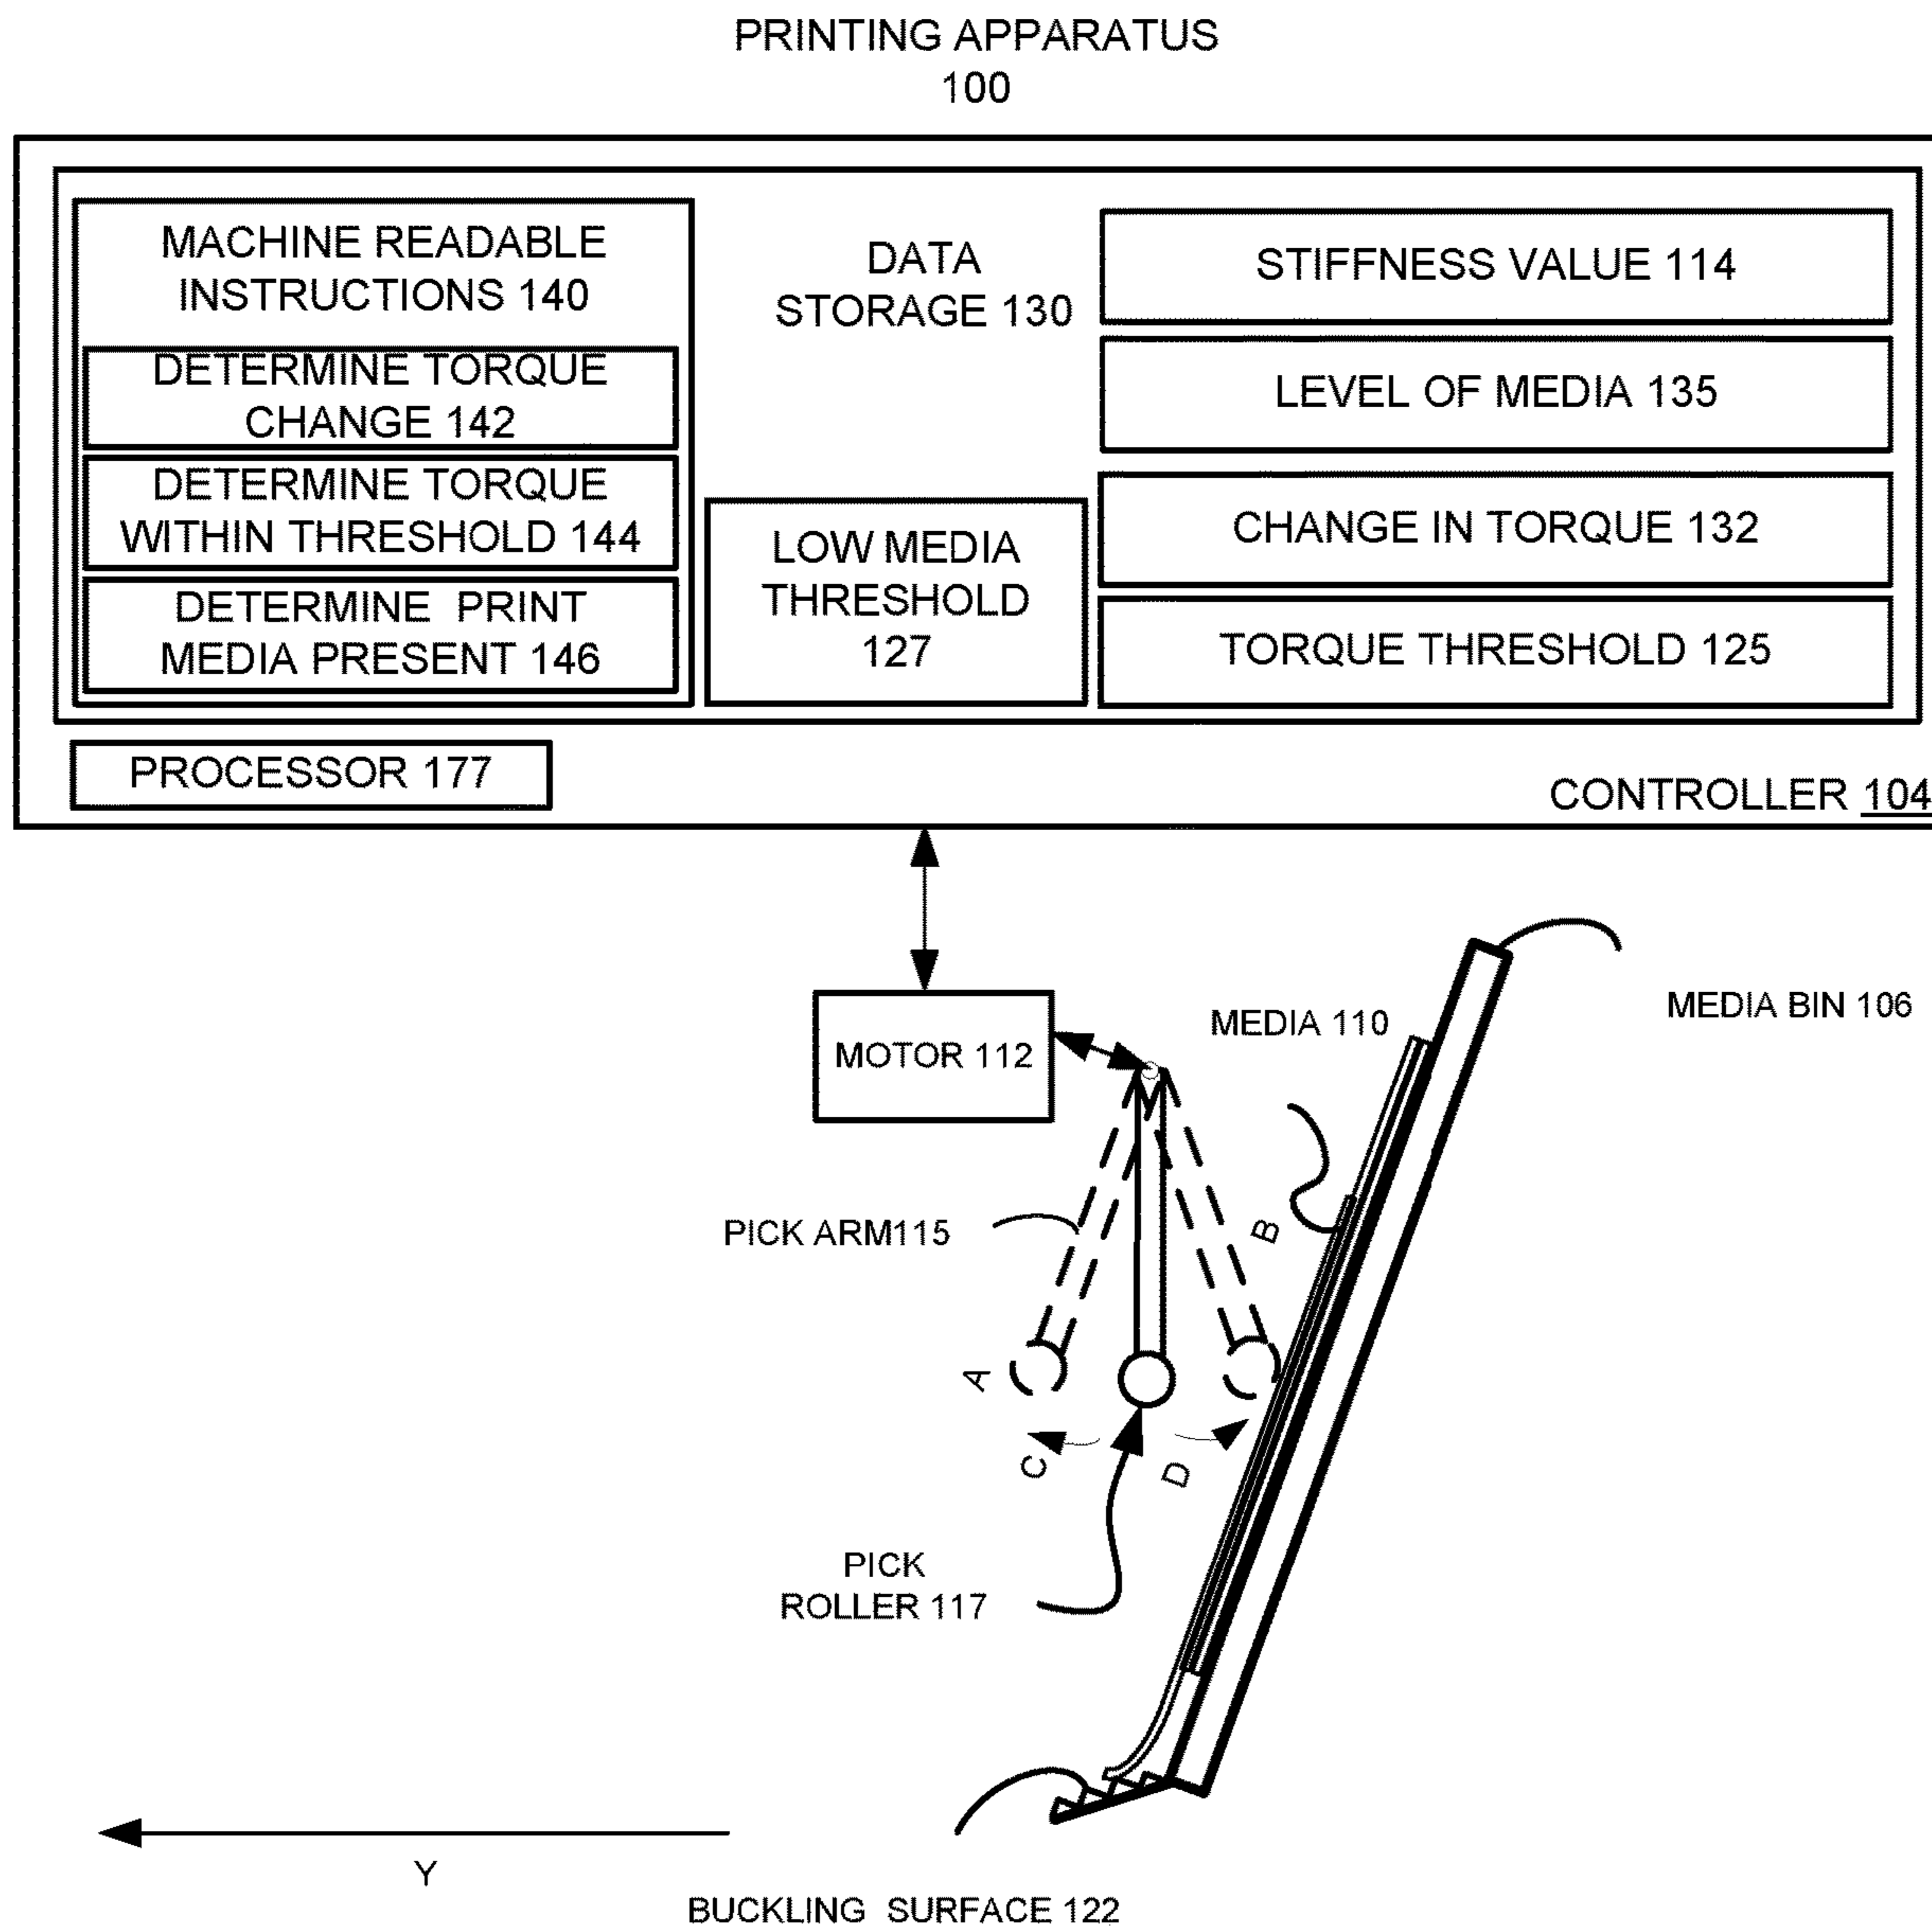 PRINTING APPARATUS
100
MACHINE READABLE
INSTRUCTIONS 140
DETERMINE TORQUE
CHANGE 142
DETERMINE TORQUE
WITHIN THRESHOLD 144
DETERMINE PRINT
MEDIA PRESENT 146
DATA
STORAGE 130
LOW MEDIA
THRESHOLD
127
STIFFNESS VALUE 114
LEVEL OF MEDIA 135
CHANGE IN TORQUE 132
TORQUE THRESHOLD 125
PROCESSOR 177
CONTROLLER 104
MOTOR 112
MEDIA 110
MEDIA BIN 106
PICK ARM115
B
A
C
D
PICK
ROLLER 117
Y
BUCKLING SURFACE 122